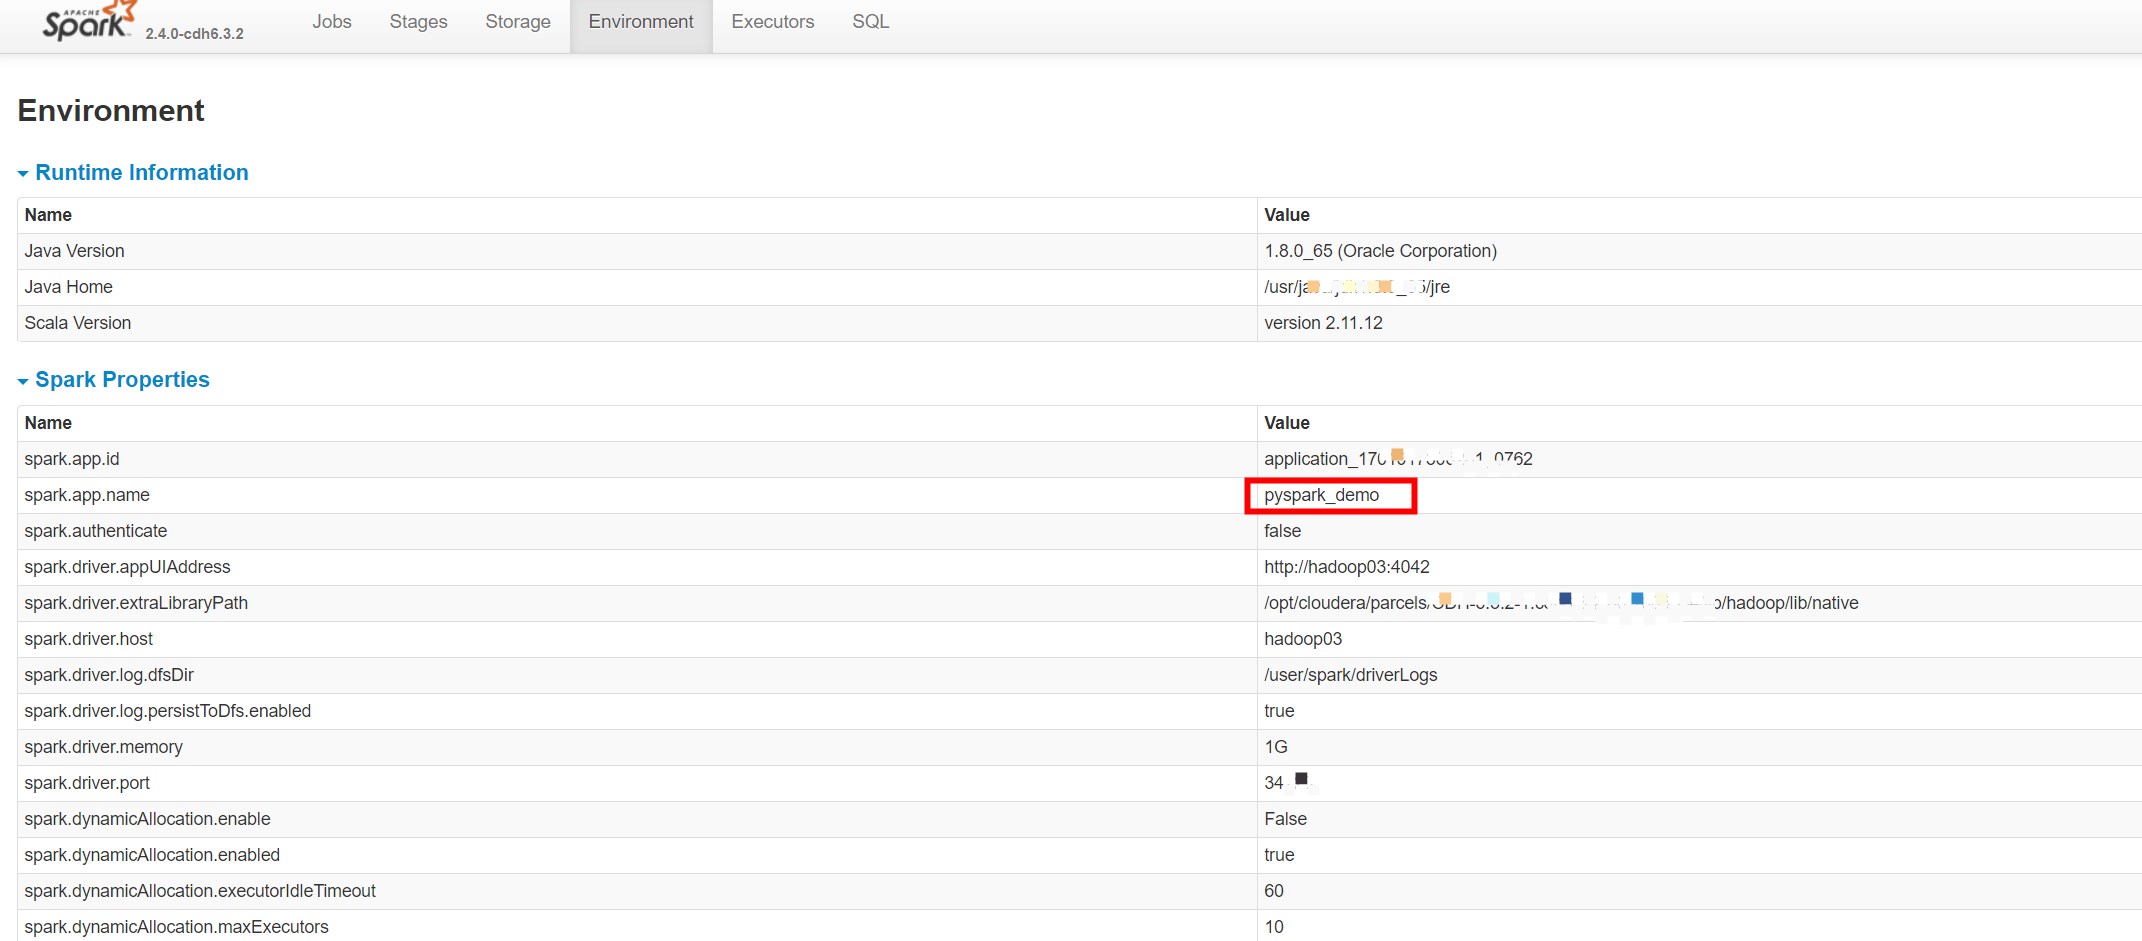 APACHE
Spark 2.4.0-cdh6.3.2 Jobs Stages Storage Environment Executors SQL
Environment
Runtime Information
Name Value
Java Version 1.8.0_65 (Oracle Corporation)
Java Home /usr/ja /jre
Scala Version version 2.11.12
Spark Properties
Name Value
spark.app.id application_170 0762
spark.app.name pyspark_demo
spark.authenticate false
spark.driver.appUIAddress http://hadoop03:4042
spark.driver.extraLibraryPath /opt/cloudera/parcels/ /hadoop/lib/native
spark.driver.host hadoop03
spark.driver.log.dfsDir /user/spark/driverLogs
spark.driver.log.persistToDfs.enabled true
spark.driver.memory 1G
spark.driver.port 34
spark.dynamicAllocation.enable False
spark.dynamicAllocation.enabled true
spark.dynamicAllocation.executorIdleTimeout 60
spark.dynamicAllocation.maxExecutors 10